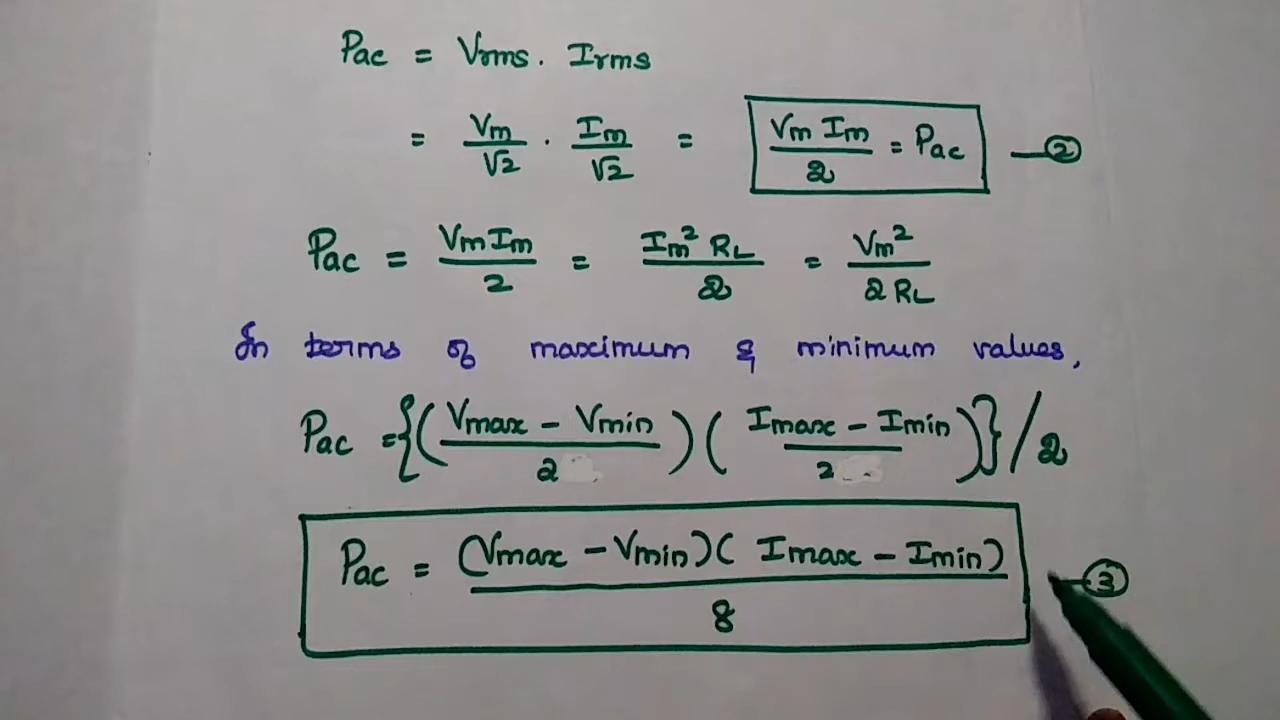 Pac = Vrms . Irms
= Vm/√2 . Im/√2 = Vm Im/2 = Pac — ②
Pac = VmIm/2 = Im² RL/2 = Vm²/2 RL
In terms of maximum & minimum values,
Pac = {(Vmax - Vmin/2)(Imax - Imin/2)}/2
Pac = (Vmax - Vmin)(Imax - Imin)/8 — ③